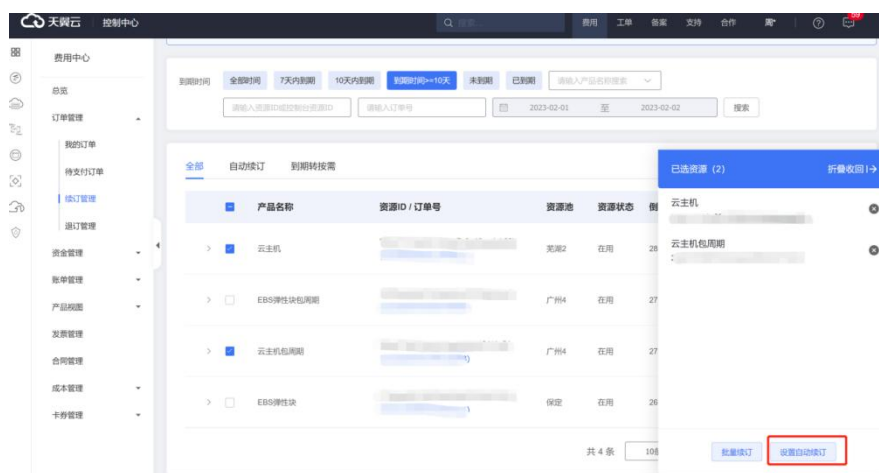 天翼云 控制中心 搜索... 费用 工单 备案 支持 合作 59
费用中心
总览
订单管理
我的订单
待支付订单
续订管理
退订管理
资金管理
账单管理
产品视图
发票管理
合同管理
成本管理
卡券管理
到期时间 全部时间 7天内到期 10天内到期 到期时间>=10天 未到期 已到期 请输入产品名称搜索
请输入资源ID或控制台资源ID 请输入订单号 2023-02-01 至 2023-02-02 搜索
全部 自动续订 到期转按需
产品名称 资源ID / 订单号 资源池 资源状态 倒
云主机 芜湖2 在用 28
EBS弹性块包周期 广州4 在用 27
云主机包周期 广州4 在用 27
EBS弹性块 保定 在用 26
共 4 条
已选资源（2） 折叠收回
云主机
云主机包周期
批量续订 设置自动续订